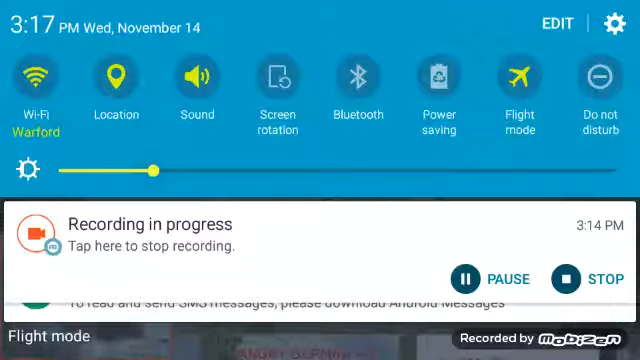 3:17 PM Wed, November 14
EDIT
Wi-Fi
Warford
Location
Sound
Screen
rotation
Bluetooth
Power
saving
Flight
mode
Do not
disturb
Recording in progress
3:14 PM
Tap here to stop recording.
PAUSE
STOP
To read and send SMS messages, please download Android Messages
Flight mode
Recorded by MOBIZEN
ANGRY GERMAN